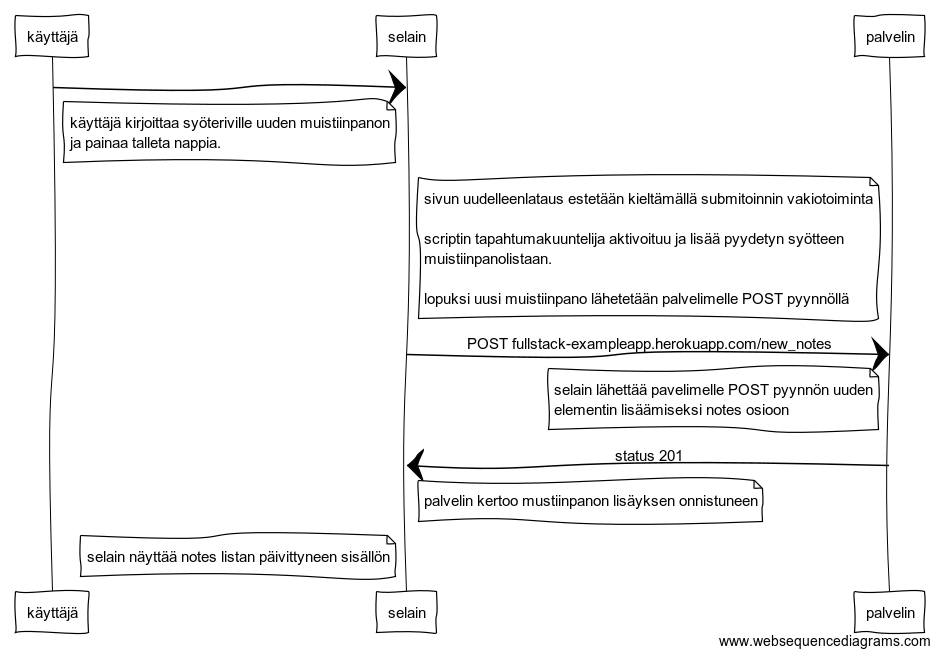 käyttäjä
selain
palvelin
käyttäjä kirjoittaa syöteriville uuden muistiinpanon
ja painaa talleta nappia.
sivun uudelleenlataus estetään kieltämällä submitoinnin vakiotoiminta
scriptin tapahtumakuuntelija aktivoituu ja lisää pyydetyn syötteen
muistiinpanolistaan.
lopuksi uusi muistiinpano lähetetään palvelimelle POST pyynnöllä
POST fullstack-exampleapp.herokuapp.com/new_notes
selain lähettää pavelimelle POST pyynnön uuden
elementin lisäämiseksi notes osioon
status 201
palvelin kertoo mustiinpanon lisäyksen onnistuneen
selain näyttää notes listan päivittyneen sisällön
käyttäjä
selain
palvelin
www.websequencediagrams.com